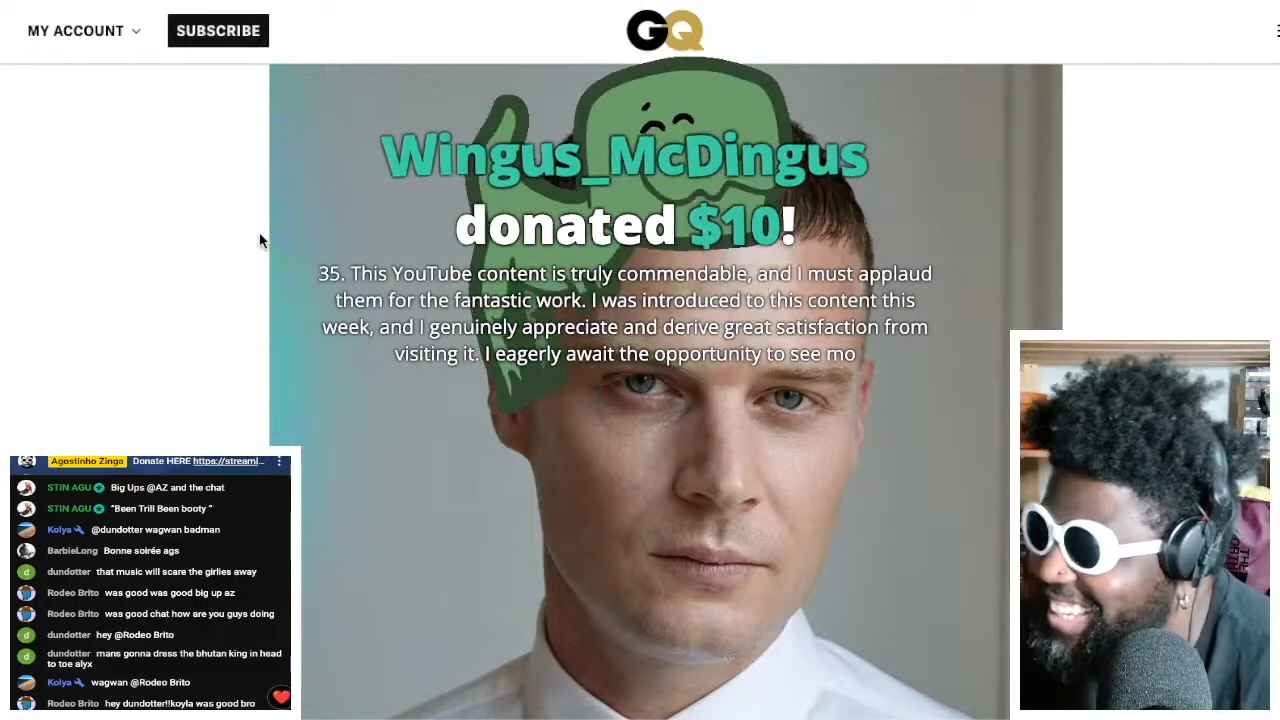 MY ACCOUNT
SUBSCRIBE
GQ
Wingus_McDingus
donated $10!
35. This YouTube content is truly commendable, and I must applaud
them for the fantastic work. I was introduced to this content this
week, and I genuinely appreciate and derive great satisfaction from
visiting it. I eagerly await the opportunity to see mo
Agostinho Zinga Donate HERE https://streaml...
STIN AGU Big Ups @AZ and the chat
STIN AGU "Been Trill Been booty "
Kolya @dundotter wagwan badman
BarbieLong Bonne soirée ags
d dundotter that music will scare the girlies away
Rodeo Brito was good was good big up az
Rodeo Brito was good chat how are you guys doing
d dundotter hey @Rodeo Brito
d dundotter mans gonna dress the bhutan king in head
to toe alyx
Kolya wagwan @Rodeo Brito
Rodeo Brito hey dundotter!!koyla was good bro